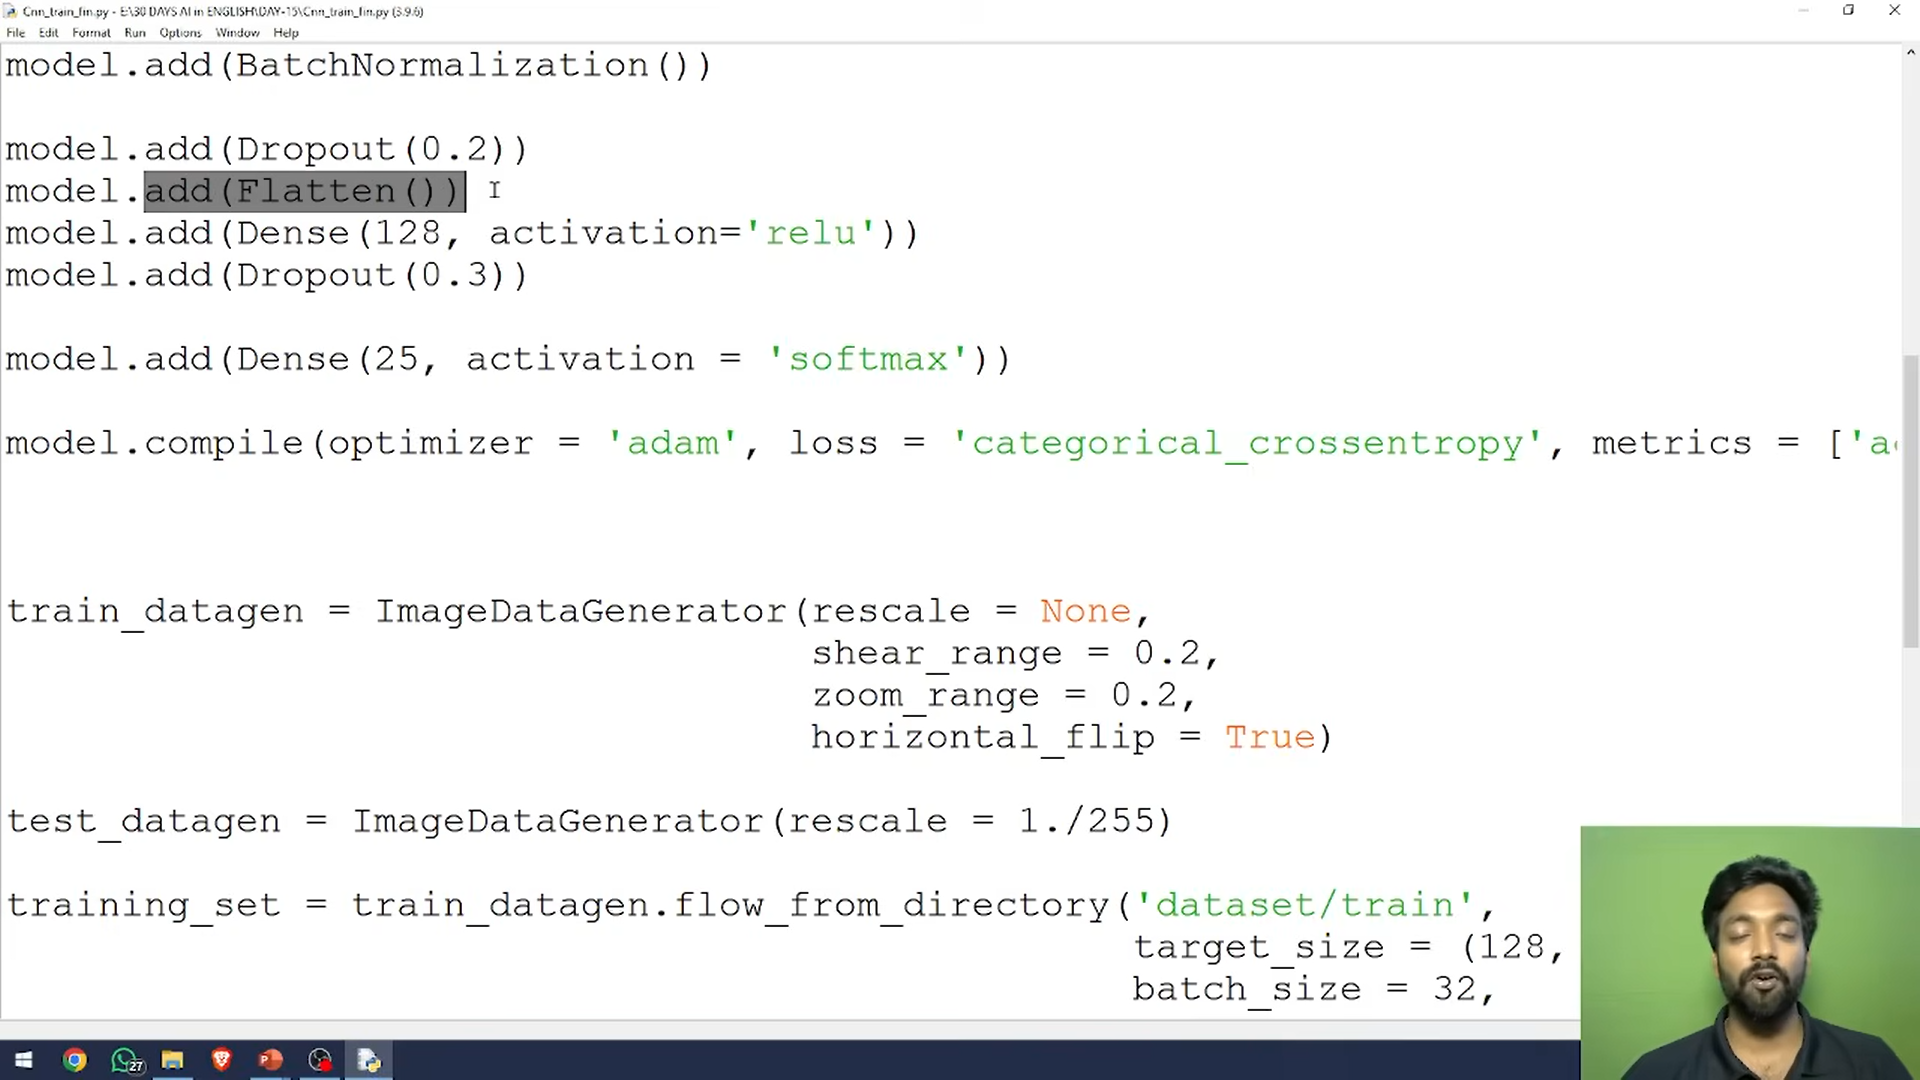 Cnn_train_fin.py - E:\30 DAYS AI in ENGLISH\DAY-15\Cnn_train_fin.py (3.9.6)
File Edit Format Run Options Window Help
model.add(BatchNormalization())
model.add(Dropout(0.2))
model.add(Flatten())
model.add(Dense(128, activation='relu'))
model.add(Dropout(0.3))
model.add(Dense(25, activation = 'softmax'))
model.compile(optimizer = 'adam', loss = 'categorical_crossentropy', metrics = ['a
train_datagen = ImageDataGenerator(rescale = None,
shear_range = 0.2,
zoom_range = 0.2,
horizontal_flip = True)
test_datagen = ImageDataGenerator(rescale = 1./255)
training_set = train_datagen.flow_from_directory('dataset/train',
target_size = (128,
batch_size = 32,
27